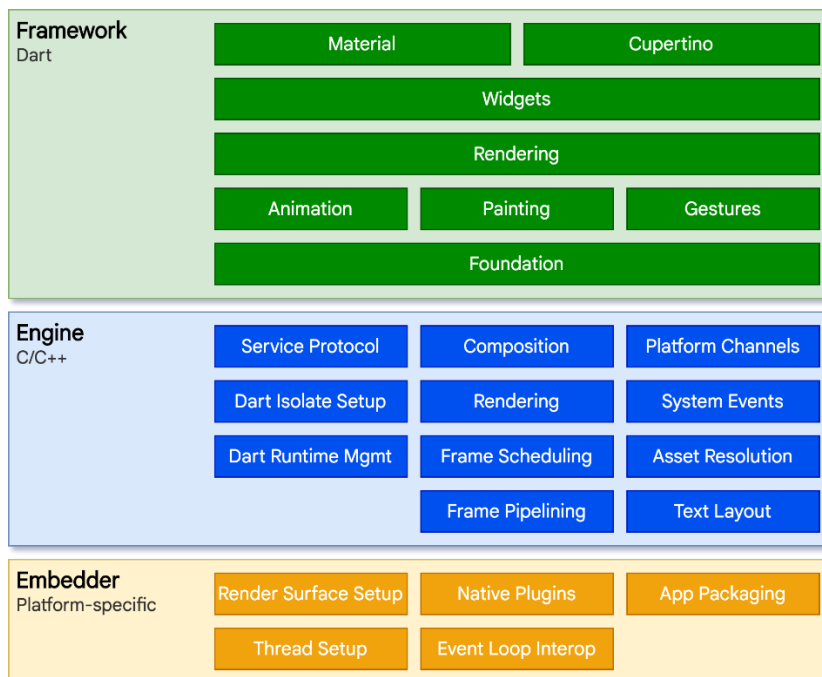 Framework
Dart
Material
Cupertino
Widgets
Rendering
Animation
Painting
Gestures
Foundation
Engine
C/C++
Service Protocol
Composition
Platform Channels
Dart Isolate Setup
Rendering
System Events
Dart Runtime Mgmt
Frame Scheduling
Asset Resolution
Frame Pipelining
Text Layout
Embedder
Platform-specific
Render Surface Setup
Native Plugins
App Packaging
Thread Setup
Event Loop Interop